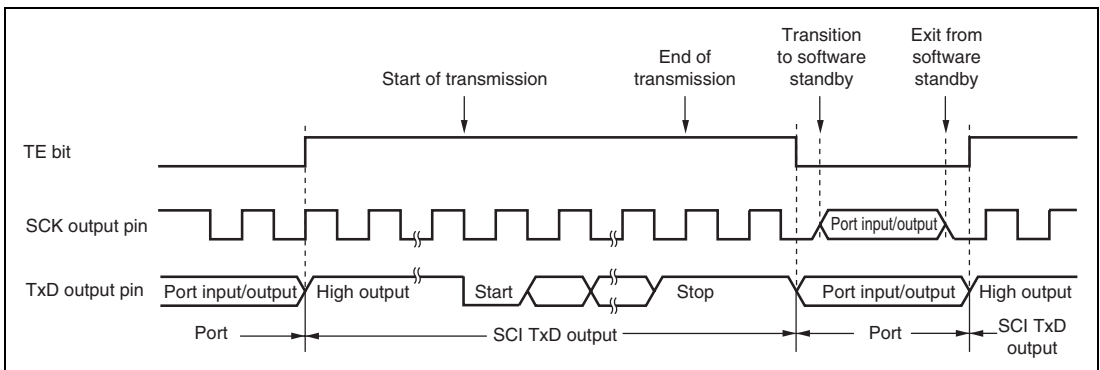 Transition
to software
standby
Exit from
software
standby
End of
transmission
Start of transmission
TE bit
SCK output pin
Port input/output
TxD output pin
Port input/output
High output
Start
Stop
Port input/output
High output
Port
SCI TxD output
Port
SCI TxD
output